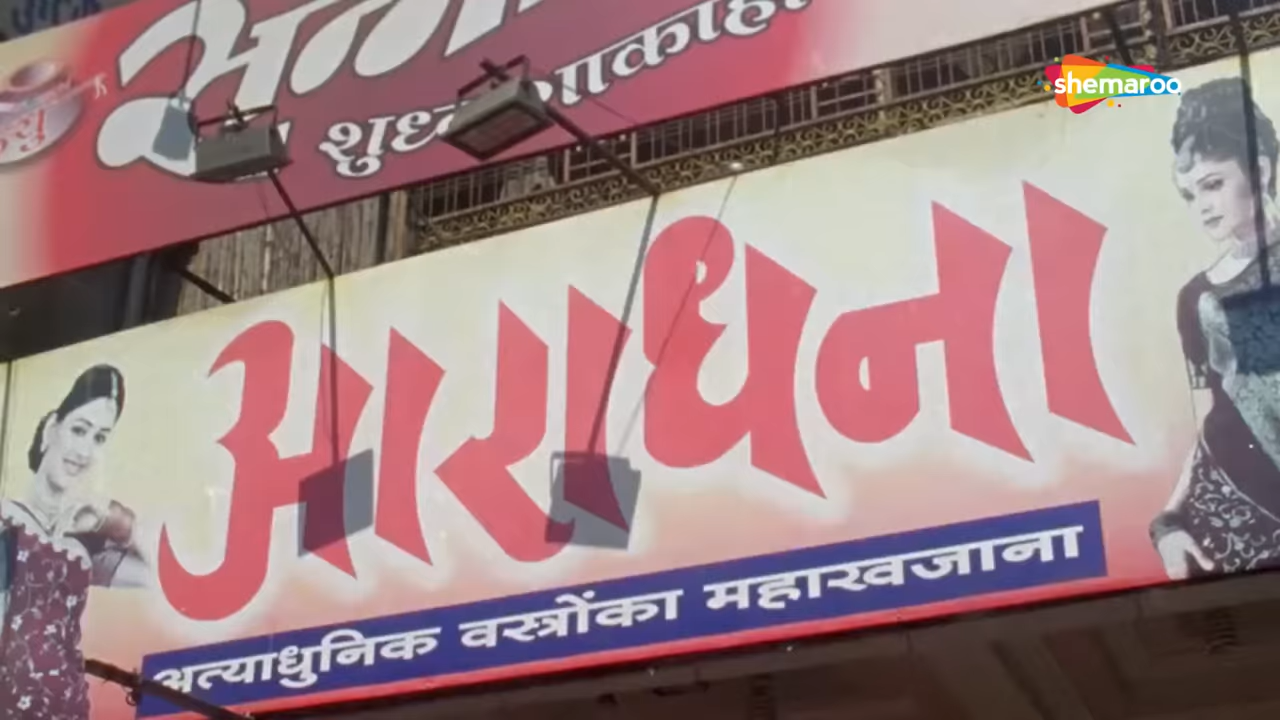 shemaroo
शुध्द शाकाहा
आराधना
अत्याधुनिक वस्त्रोंका महाखजाना